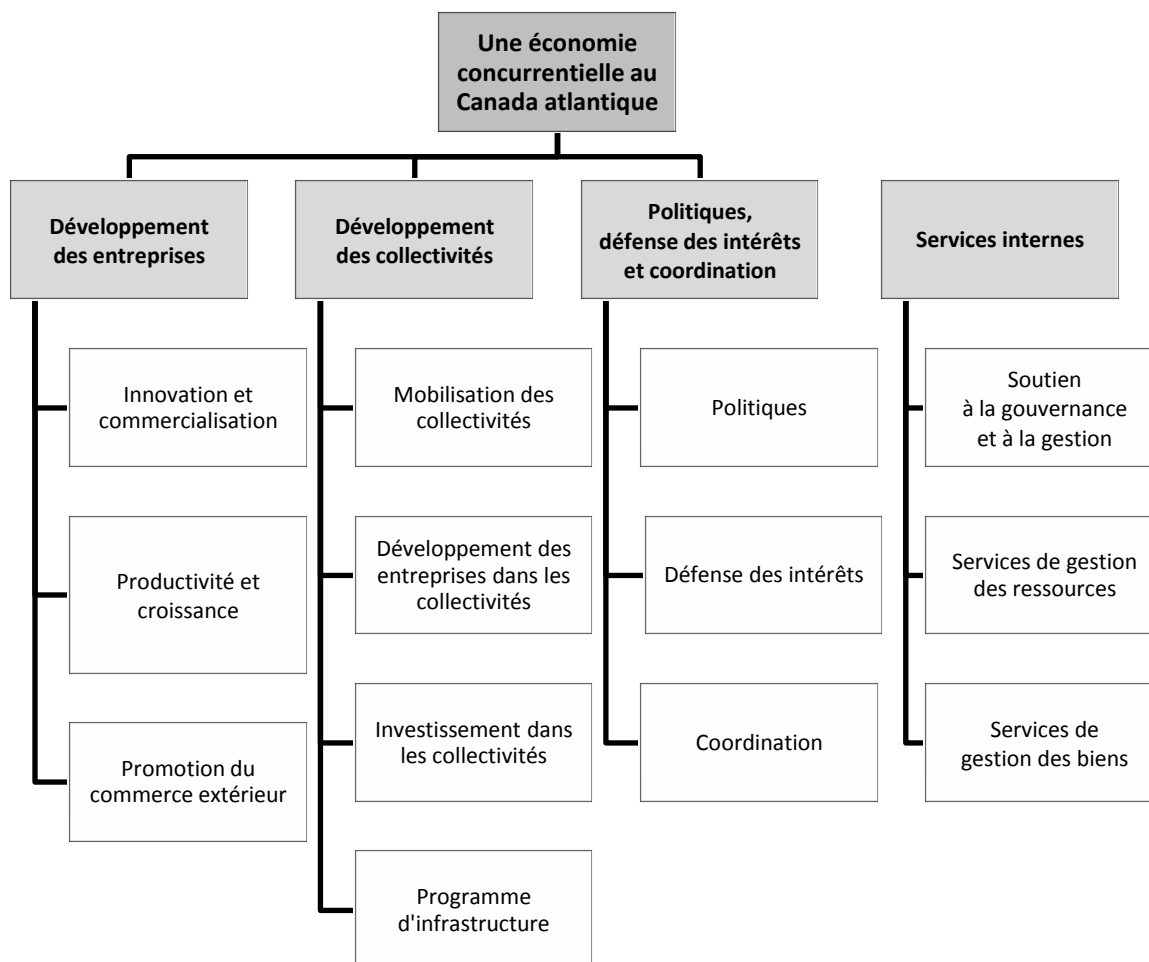 Une économie
concurrentielle au
Canada atlantique
Développement
des entreprises
Développement
des collectivités
Politiques,
défense des intérêts
et coordination
Services internes
Innovation et
commercialisation
Productivité et
croissance
Promotion du
commerce extérieur
Mobilisation des
collectivités
Développement des
entreprises dans les
collectivités
Investissement dans
les collectivités
Programme
d'infrastructure
Politiques
Défense des intérêts
Coordination
Soutien
à la gouvernance
et à la gestion
Services de gestion
des ressources
Services de
gestion des biens